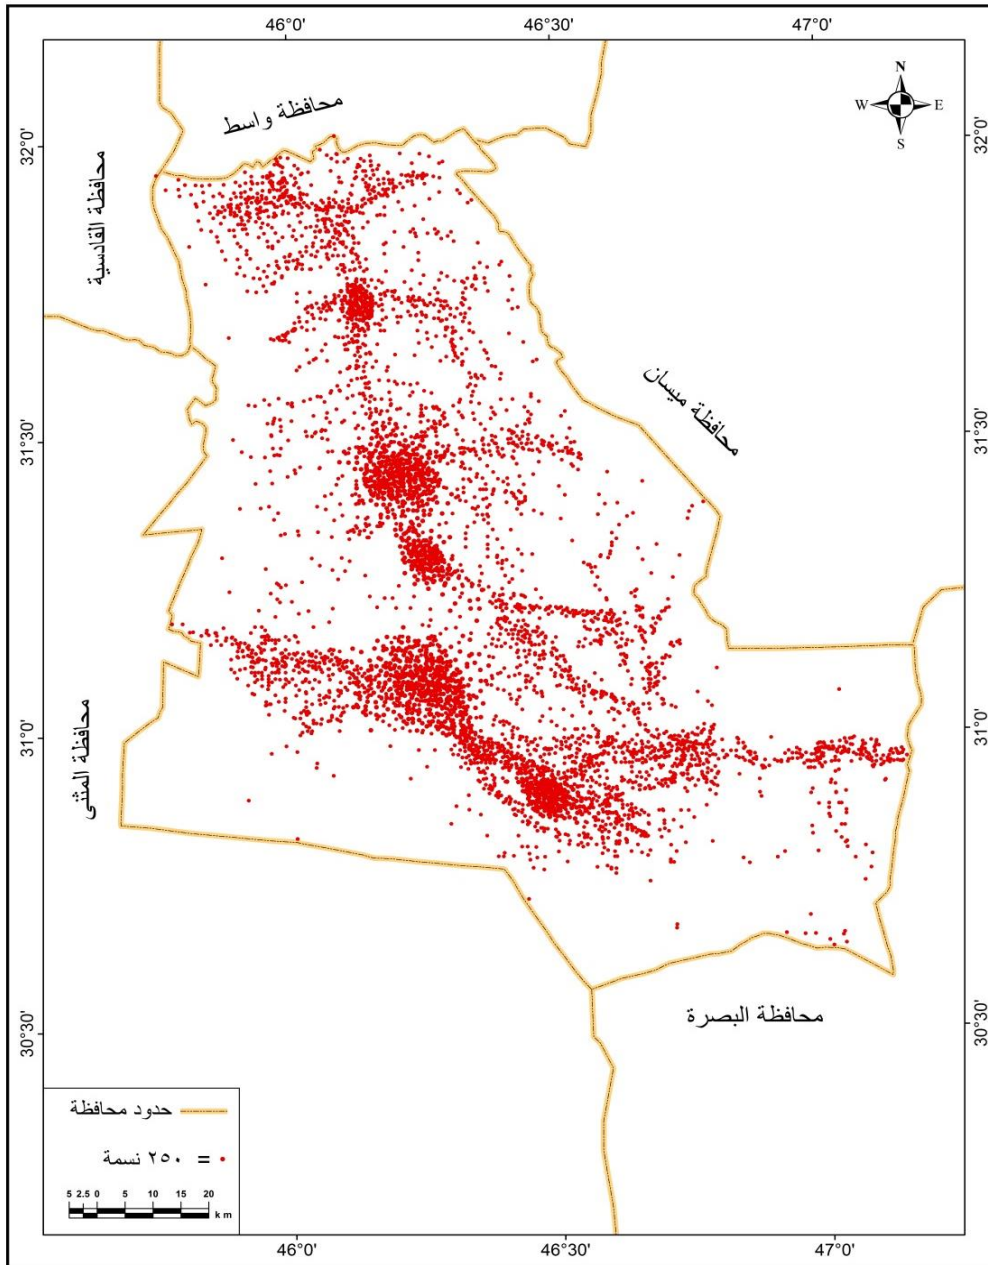 46°0' 46°30' 47°0'
N
W E
S
محافظة واسط
32°0' 32°0'
محافظة القادسية
محافظة ميسان
31°30' 31°30'
محافظة المثنى
31°0' 31°0'
محافظة البصرة
30°30' 30°30'
حدود محافظة
= ٢٥٠ نسمة
5 2.5 0 5 10 15 20
km
46°0' 46°30' 47°0'